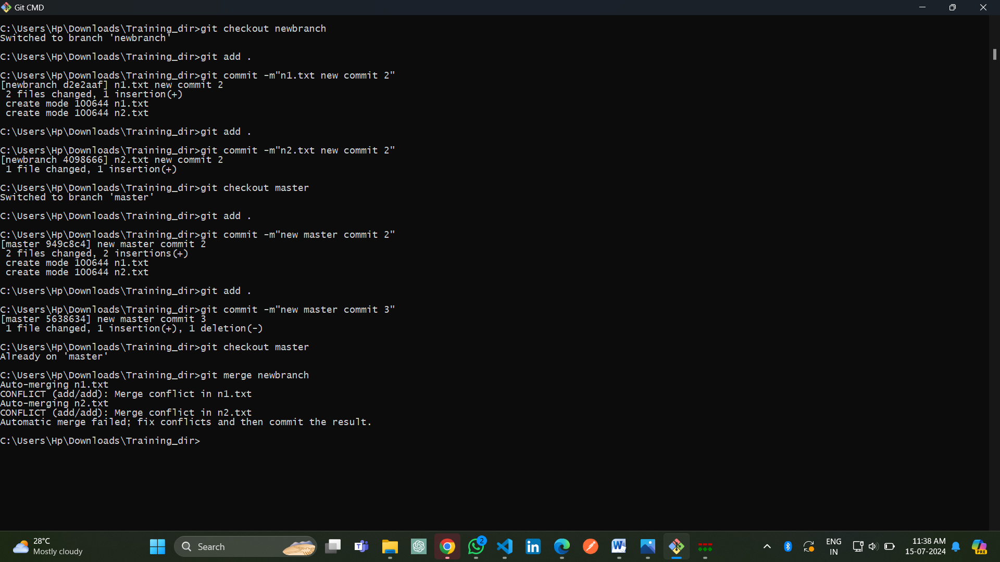 Git CMD
C:\Users\Hp\Downloads\Training_dir>git checkout newbranch
Switched to branch 'newbranch'
C:\Users\Hp\Downloads\Training_dir>git add .
C:\Users\Hp\Downloads\Training_dir>git commit -m"n1.txt new commit 2"
[newbranch d2e2aaf] n1.txt new commit 2
 2 files changed, 1 insertion(+)
 create mode 100644 n1.txt
 create mode 100644 n2.txt
C:\Users\Hp\Downloads\Training_dir>git add .
C:\Users\Hp\Downloads\Training_dir>git commit -m"n2.txt new commit 2"
[newbranch 4098666] n2.txt new commit 2
 1 file changed, 1 insertion(+)
C:\Users\Hp\Downloads\Training_dir>git checkout master
Switched to branch 'master'
C:\Users\Hp\Downloads\Training_dir>git add .
C:\Users\Hp\Downloads\Training_dir>git commit -m"new master commit 2"
[master 949c8c4] new master commit 2
 2 files changed, 2 insertions(+)
 create mode 100644 n1.txt
 create mode 100644 n2.txt
C:\Users\Hp\Downloads\Training_dir>git add .
C:\Users\Hp\Downloads\Training_dir>git commit -m"new master commit 3"
[master 5638634] new master commit 3
 1 file changed, 1 insertion(+), 1 deletion(-)
C:\Users\Hp\Downloads\Training_dir>git checkout master
Already on 'master'
C:\Users\Hp\Downloads\Training_dir>git merge newbranch
Auto-merging n1.txt
CONFLICT (add/add): Merge conflict in n1.txt
Auto-merging n2.txt
CONFLICT (add/add): Merge conflict in n2.txt
Automatic merge failed; fix conflicts and then commit the result.
C:\Users\Hp\Downloads\Training_dir>
28°C
Mostly cloudy
Search
2
ENG
IN
11:38 AM
15-07-2024
PRE